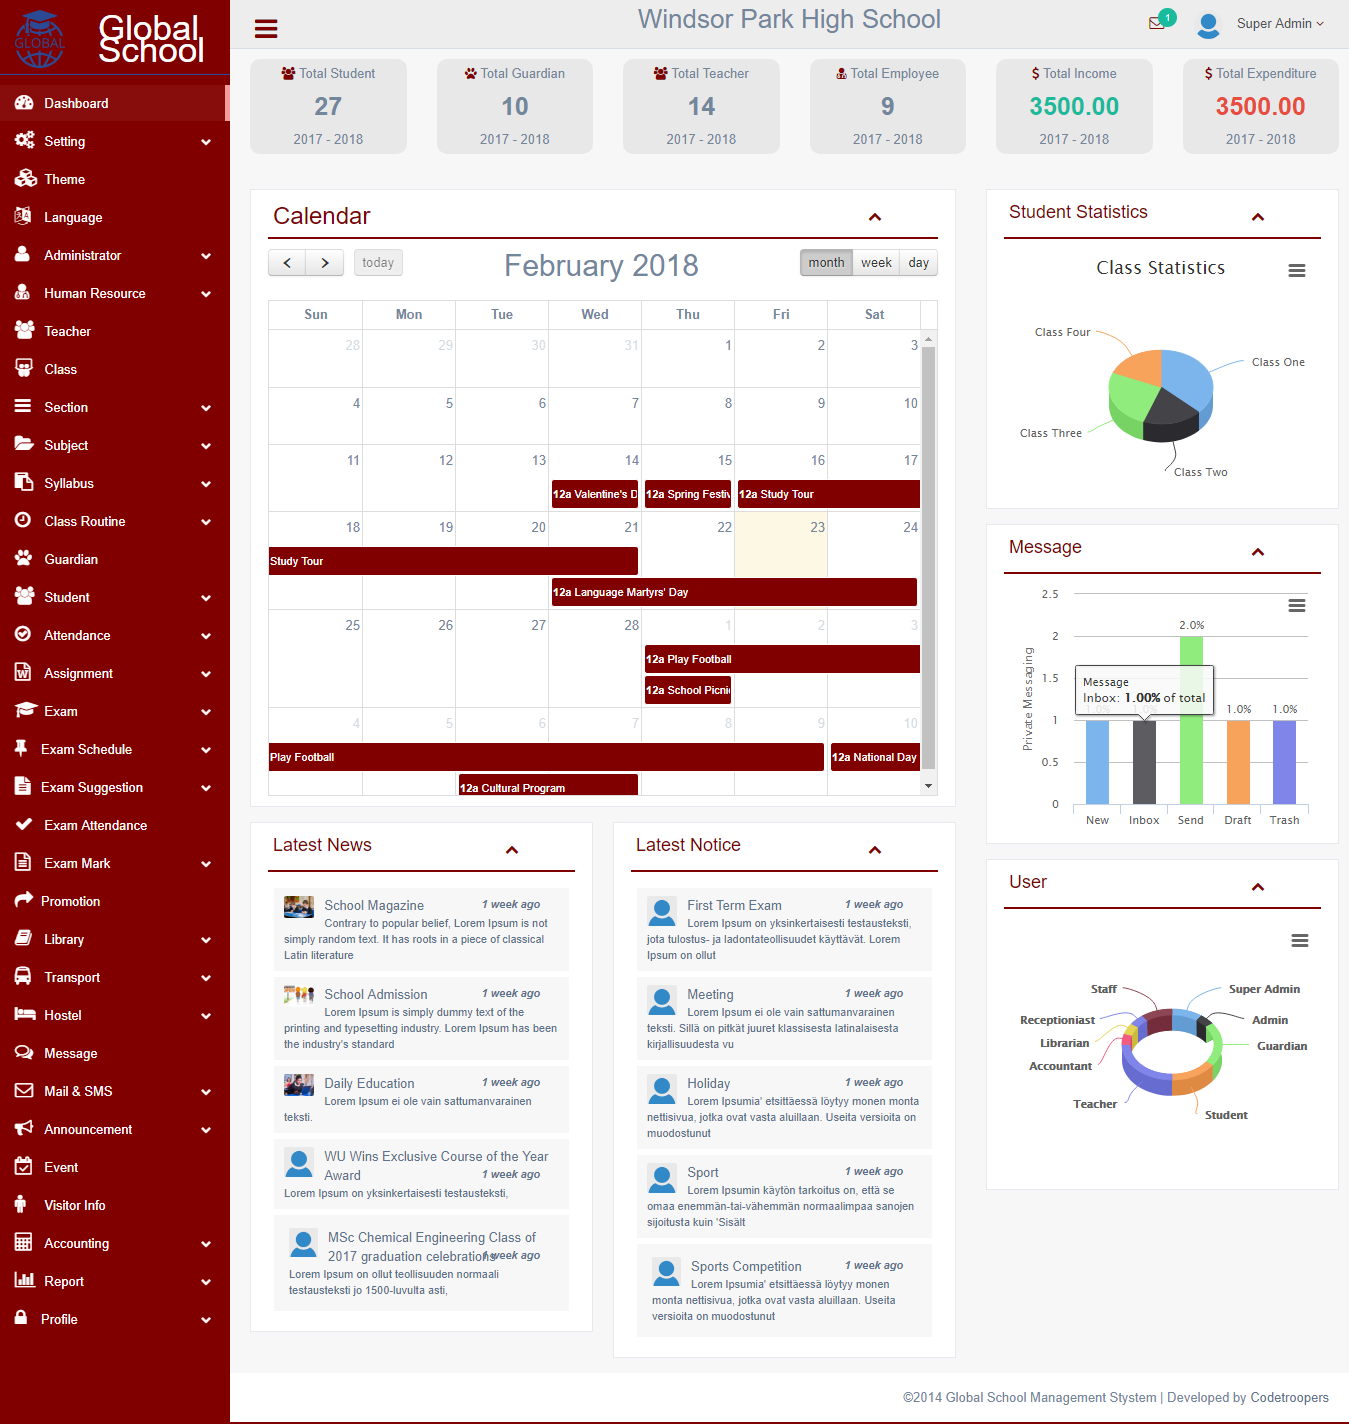 GLOBAL
Global
School
Windsor Park High School
1
Super Admin
Dashboard
Setting
Theme
Language
Administrator
Human Resource
Teacher
Class
Section
Subject
Syllabus
Class Routine
Guardian
Student
Attendance
Assignment
Exam
Exam Schedule
Exam Suggestion
Exam Attendance
Exam Mark
Promotion
Library
Transport
Hostel
Message
Mail & SMS
Announcement
Event
Visitor Info
Accounting
Report
Profile
Total Student
27
2017 - 2018
Total Guardian
10
2017 - 2018
Total Teacher
14
2017 - 2018
Total Employee
9
2017 - 2018
$ Total Income
3500.00
2017 - 2018
$ Total Expenditure
3500.00
2017 - 2018
Calendar
today
February 2018
month week day
Sun Mon Tue Wed Thu Fri Sat
28 29 30 31 1 2 3
4 5 6 7 8 9 10
11 12 13 14 15 16 17
12a Valentine's D 12a Spring Festiv 12a Study Tour
18 19 20 21 22 23 24
Study Tour
12a Language Martyrs' Day
25 26 27 28 1 2 3
12a Play Football
12a School Picnic
4 5 6 7 8 9 10
Play Football 12a National Day
12a Cultural Program
Student Statistics
Class Statistics
Class Four
Class One
Class Three
Class Two
Message
2.5
2
1.5
1
0.5
0
Private Messaging
2.0%
Message
Inbox: 1.00% of total
1.0% 1.0% 1.0% 1.0%
New Inbox Send Draft Trash
User
Staff
Super Admin
Receptioniast
Admin
Librarian
Guardian
Accountant
Teacher
Student
Latest News
School Magazine 1 week ago
Contrary to popular belief, Lorem Ipsum is not
simply random text. It has roots in a piece of classical
Latin literature
School Admission 1 week ago
Lorem Ipsum is simply dummy text of the
printing and typesetting industry. Lorem Ipsum has been
the industry's standard
Daily Education 1 week ago
Lorem Ipsum ei ole vain sattumanvarainen
teksti.
WU Wins Exclusive Course of the Year
Award 1 week ago
Lorem Ipsum on yksinkertaisesti testausteksti,
MSc Chemical Engineering Class of
2017 graduation celebrations 1 week ago
Lorem Ipsum on ollut teollisuuden normaali
testausteksti jo 1500-luvulta asti,
Latest Notice
First Term Exam 1 week ago
Lorem Ipsum on yksinkertaisesti testausteksti,
jota tulostus- ja ladontateollisuudet käyttävät. Lorem
Ipsum on ollut
Meeting 1 week ago
Lorem Ipsum ei ole vain sattumanvarainen
teksti. Sillä on pitkät juuret klassisesta latinalaisesta
kirjallisuudesta vu
Holiday 1 week ago
Lorem Ipsumia' etsittäessä löytyy monen monta
nettisivua, jotka ovat vasta aluillaan. Useita versioita on
muodostunut
Sport 1 week ago
Lorem Ipsumin käytön tarkoitus on, että se
omaa enemmän-tai-vähemmän normaalimpaa sanojen
sijoitusta kuin 'Sisält
Sports Competition 1 week ago
Lorem Ipsumia' etsittäessä löytyy monen
monta nettisivua, jotka ovat vasta aluillaan. Useita
versioita on muodostunut
©2014 Global School Management Stystem | Developed by Codetroopers